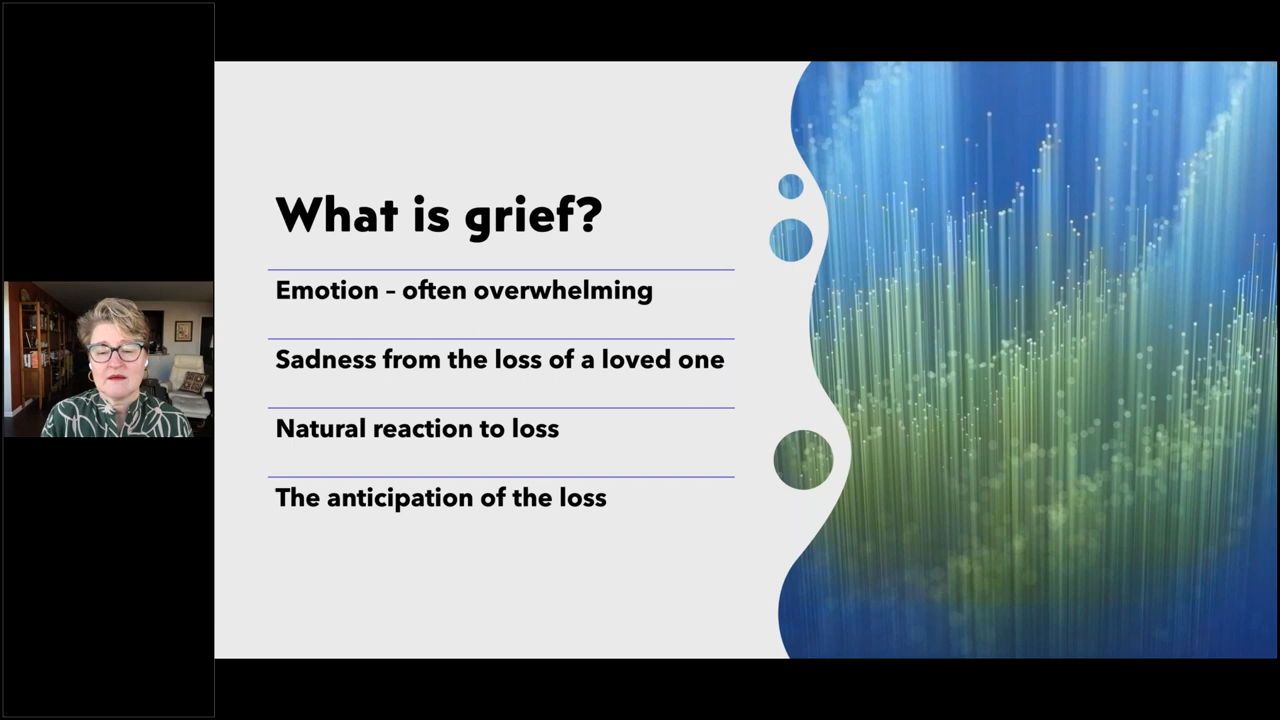 What is grief?
Emotion – often overwhelming
Sadness from the loss of a loved one
Natural reaction to loss
The anticipation of the loss